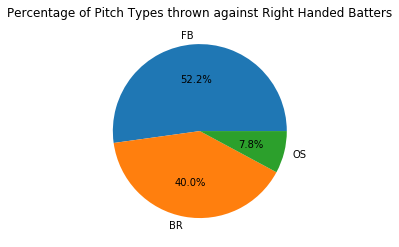 Percentage of Pitch Types thrown against Right Handed Batters
FB
52.2%
7.8%
OS
40.0%
BR